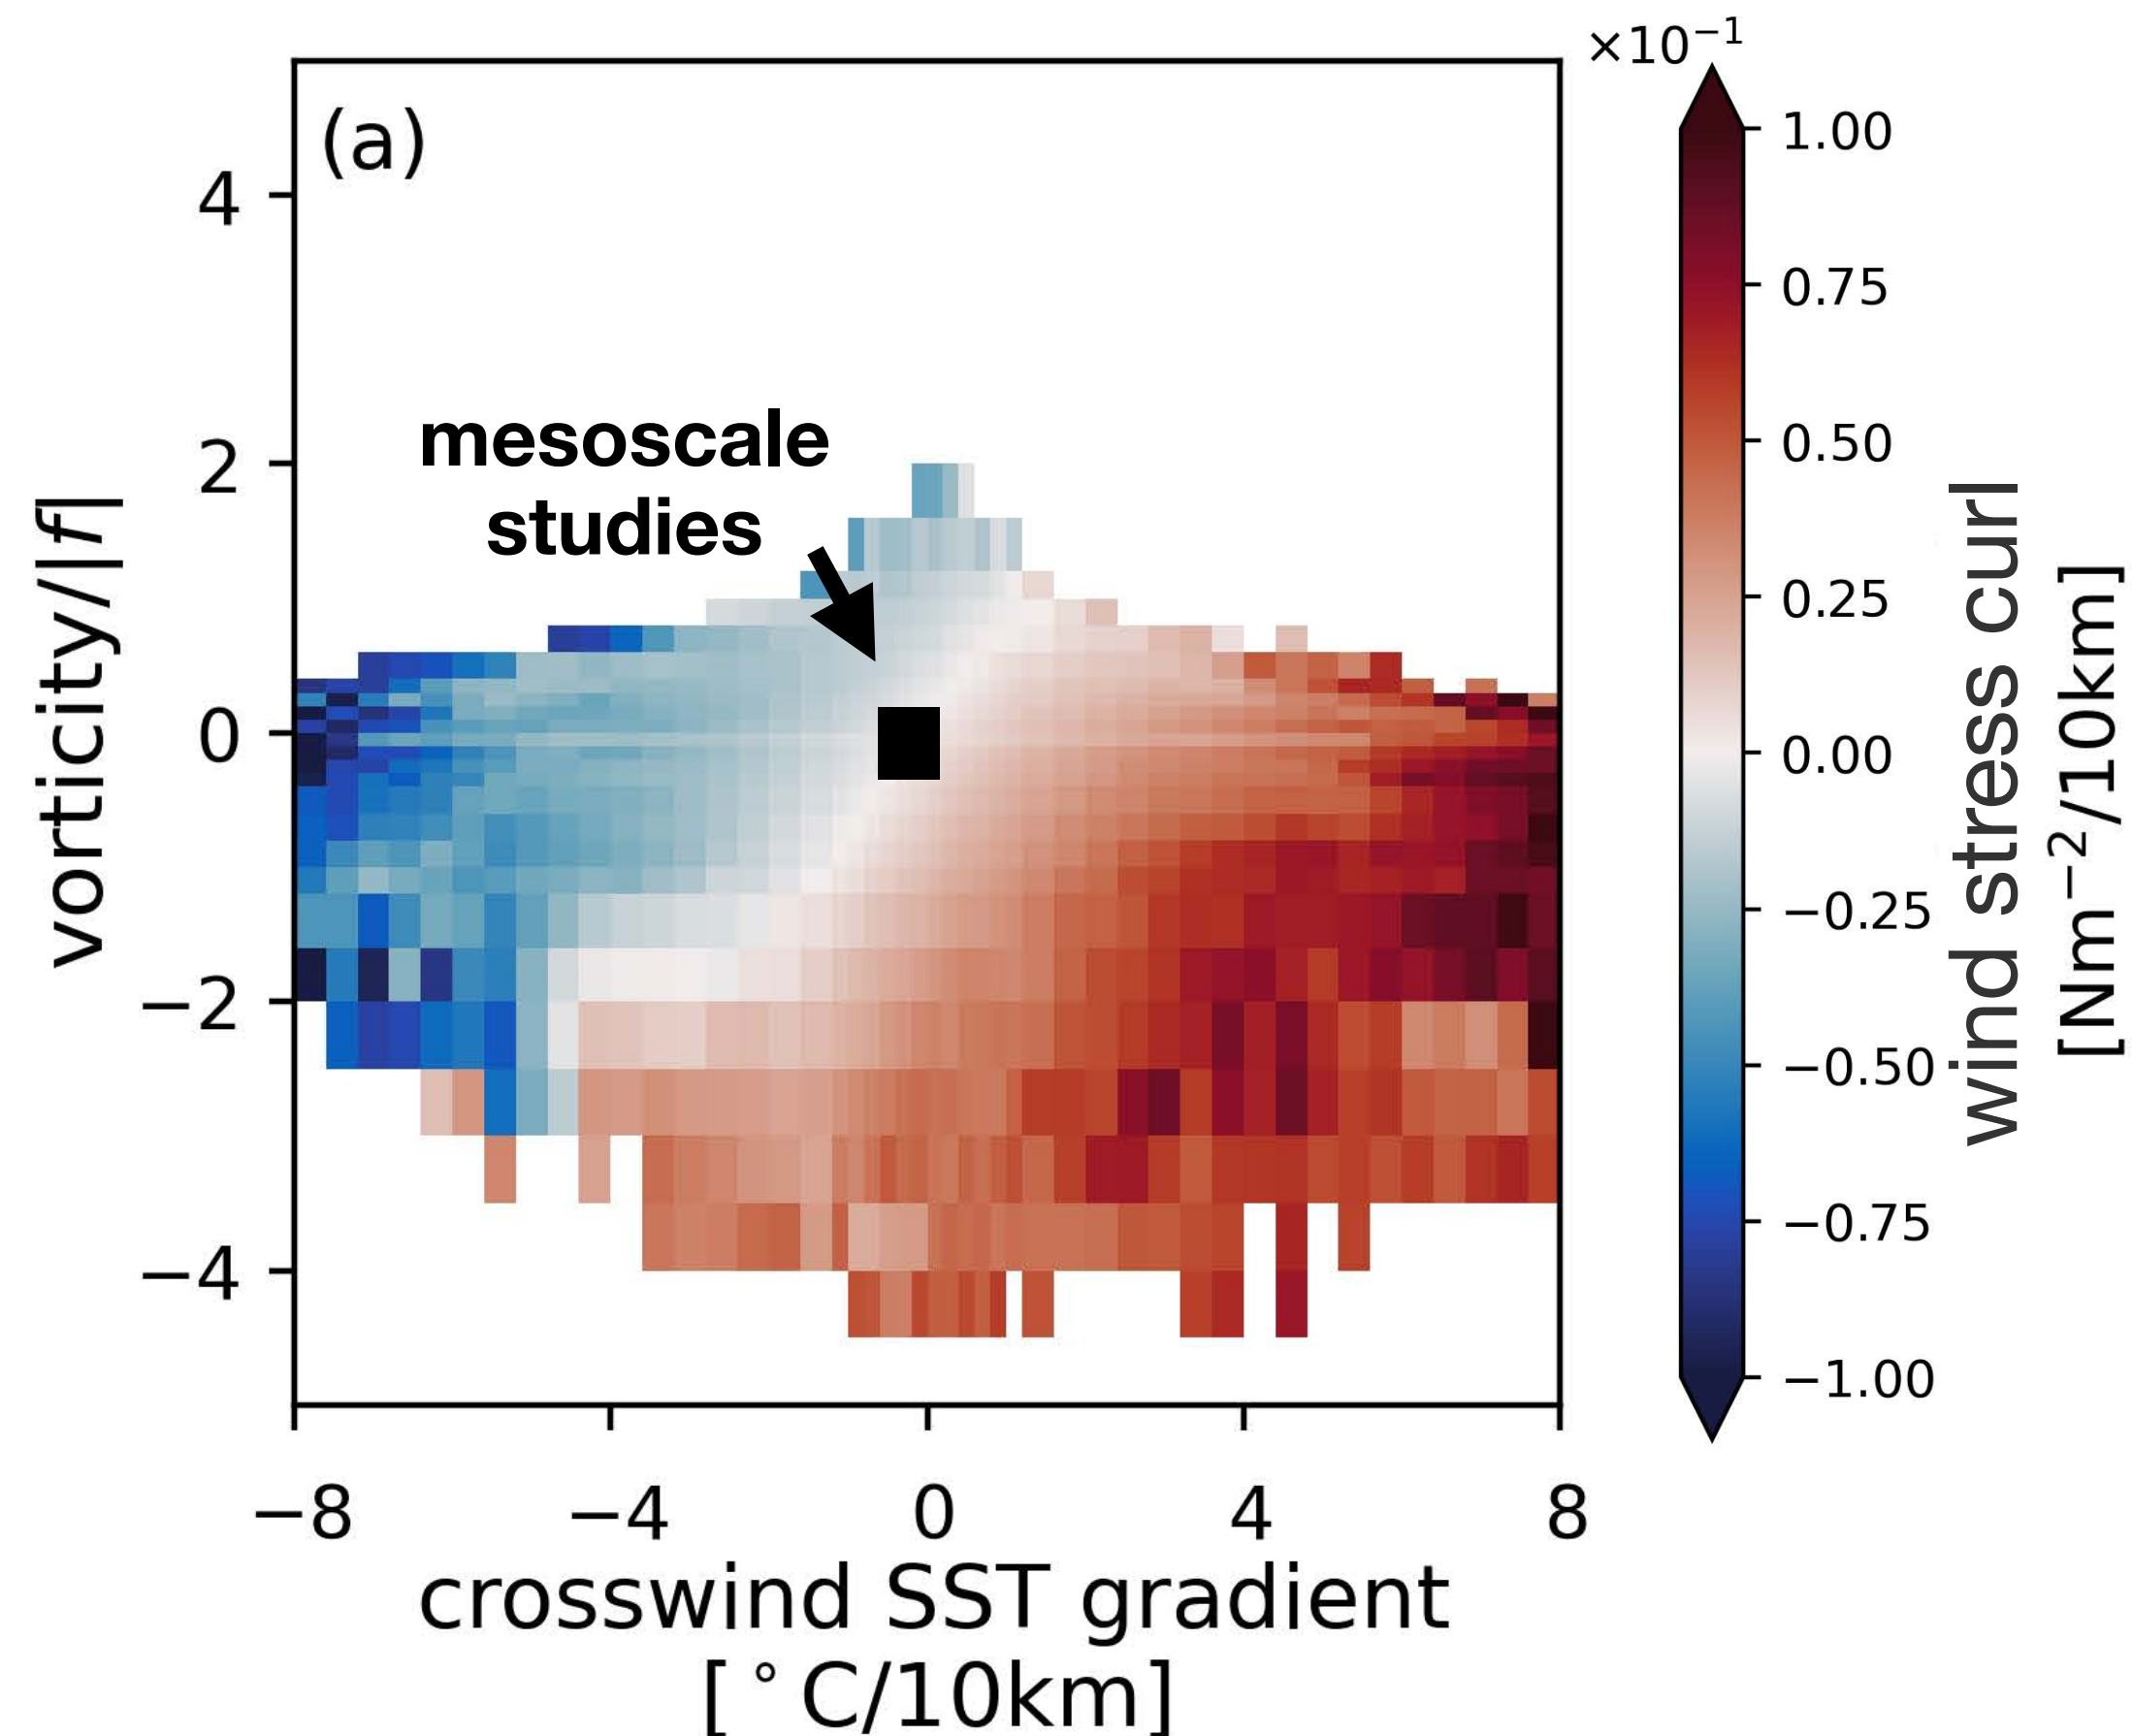 ×10⁻¹
(a)
4
2
0
−2
−4
vorticity/|f|
mesoscale
studies
−8
−4
0
4
8
crosswind SST gradient
[°C/10km]
1.00
0.75
0.50
0.25
0.00
−0.25
−0.50
−0.75
−1.00
wind stress curl
[Nm⁻²/10km]